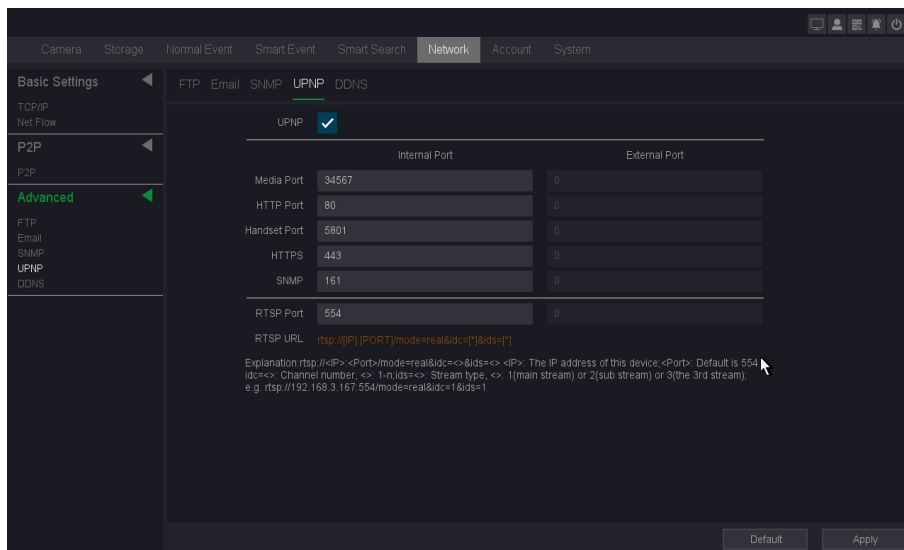 Camera Storage Normal Event Smart Event Smart Search Network Account System
Basic Settings
TCP/IP
Net Flow
P2P
P2P
Advanced
FTP
Email
SNMP
UPNP
DDNS
FTP Email SNMP UPNP DDNS
UPNP
Internal Port External Port
Media Port 34567 0
HTTP Port 80 0
Handset Port 5801 0
HTTPS 443 0
SNMP 161 0
RTSP Port 554 0
RTSP URL rtsp://[IP]:[PORT]/mode=real&idc=[*]&ids=[*]
Explanation:rtsp://<IP>:<Port>/mode=real&idc=<>&ids=<> <IP>: The IP address of this device;<Port>: Default is 554
idc=<>: Channel number, <>: 1-n;ids=<>: Stream type, <>: 1(main stream) or 2(sub stream) or 3(the 3rd stream);
e.g. rtsp://192.168.3.167:554/mode=real&idc=1&ids=1
Default Apply